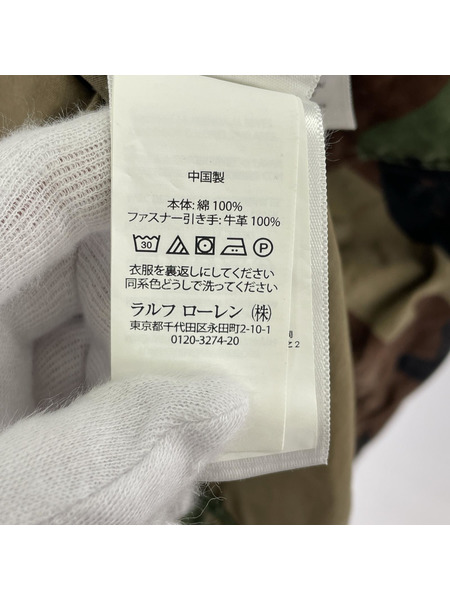 中国製
本体: 綿 100%
ファスナー引き手: 牛革 100%
30 P
衣服を裏返しにしてください
同系色どうしで洗ってください
ラルフ ローレン (株)
東京都千代田区永田町2-10-1
0120-3274-20